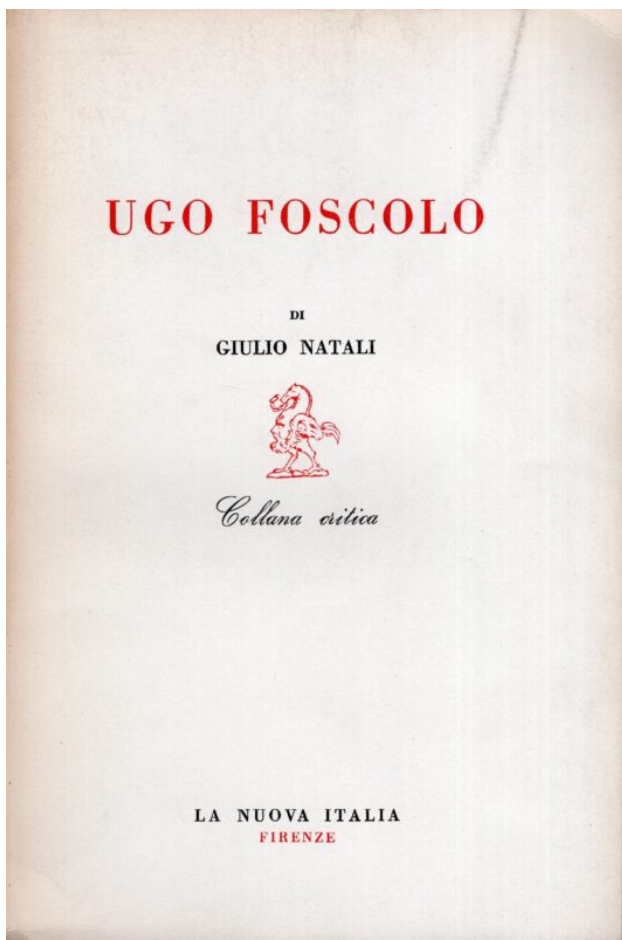 UGO FOSCOLO
DI
GIULIO NATALI
Collana critica
LA NUOVA ITALIA
FIRENZE